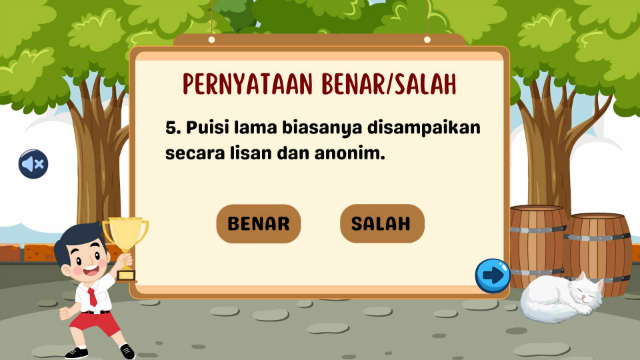 PERNYATAAN BENAR/SALAH
5. Puisi lama biasanya disampaikan
secara lisan dan anonim.
BENAR
SALAH